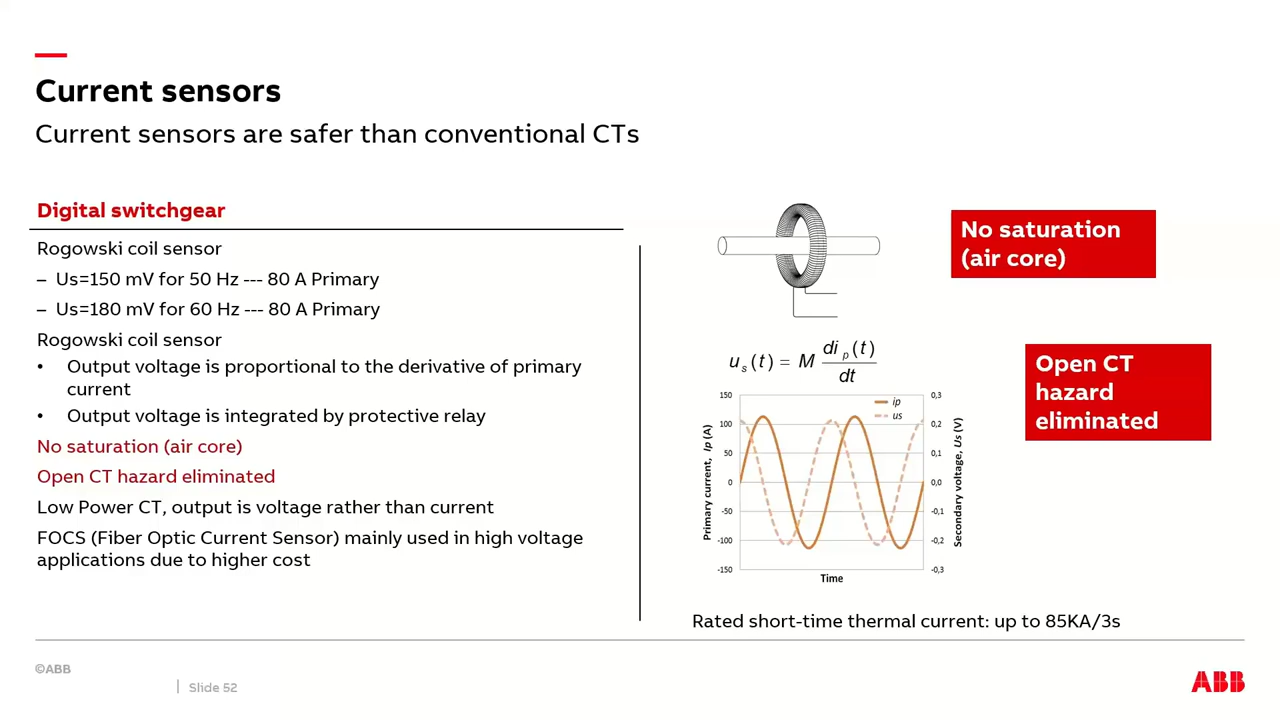 Current sensors
Current sensors are safer than conventional CTs
Digital switchgear
Rogowski coil sensor
– Us=150 mV for 50 Hz --- 80 A Primary
– Us=180 mV for 60 Hz --- 80 A Primary
Rogowski coil sensor
• Output voltage is proportional to the derivative of primary
current
• Output voltage is integrated by protective relay
No saturation (air core)
Open CT hazard eliminated
Low Power CT, output is voltage rather than current
FOCS (Fiber Optic Current Sensor) mainly used in high voltage
applications due to higher cost
No saturation
(air core)
Open CT
hazard
eliminated
u s (t) = M di p (t) / dt
ip
us
150
100
50
0
-50
-100
-150
Primary current, Ip (A)
0,3
0,2
0,1
0,0
-0,1
-0,2
-0,3
Secondary voltage, Us (V)
Time
Rated short-time thermal current: up to 85KA/3s
©ABB
Slide 52
ABB